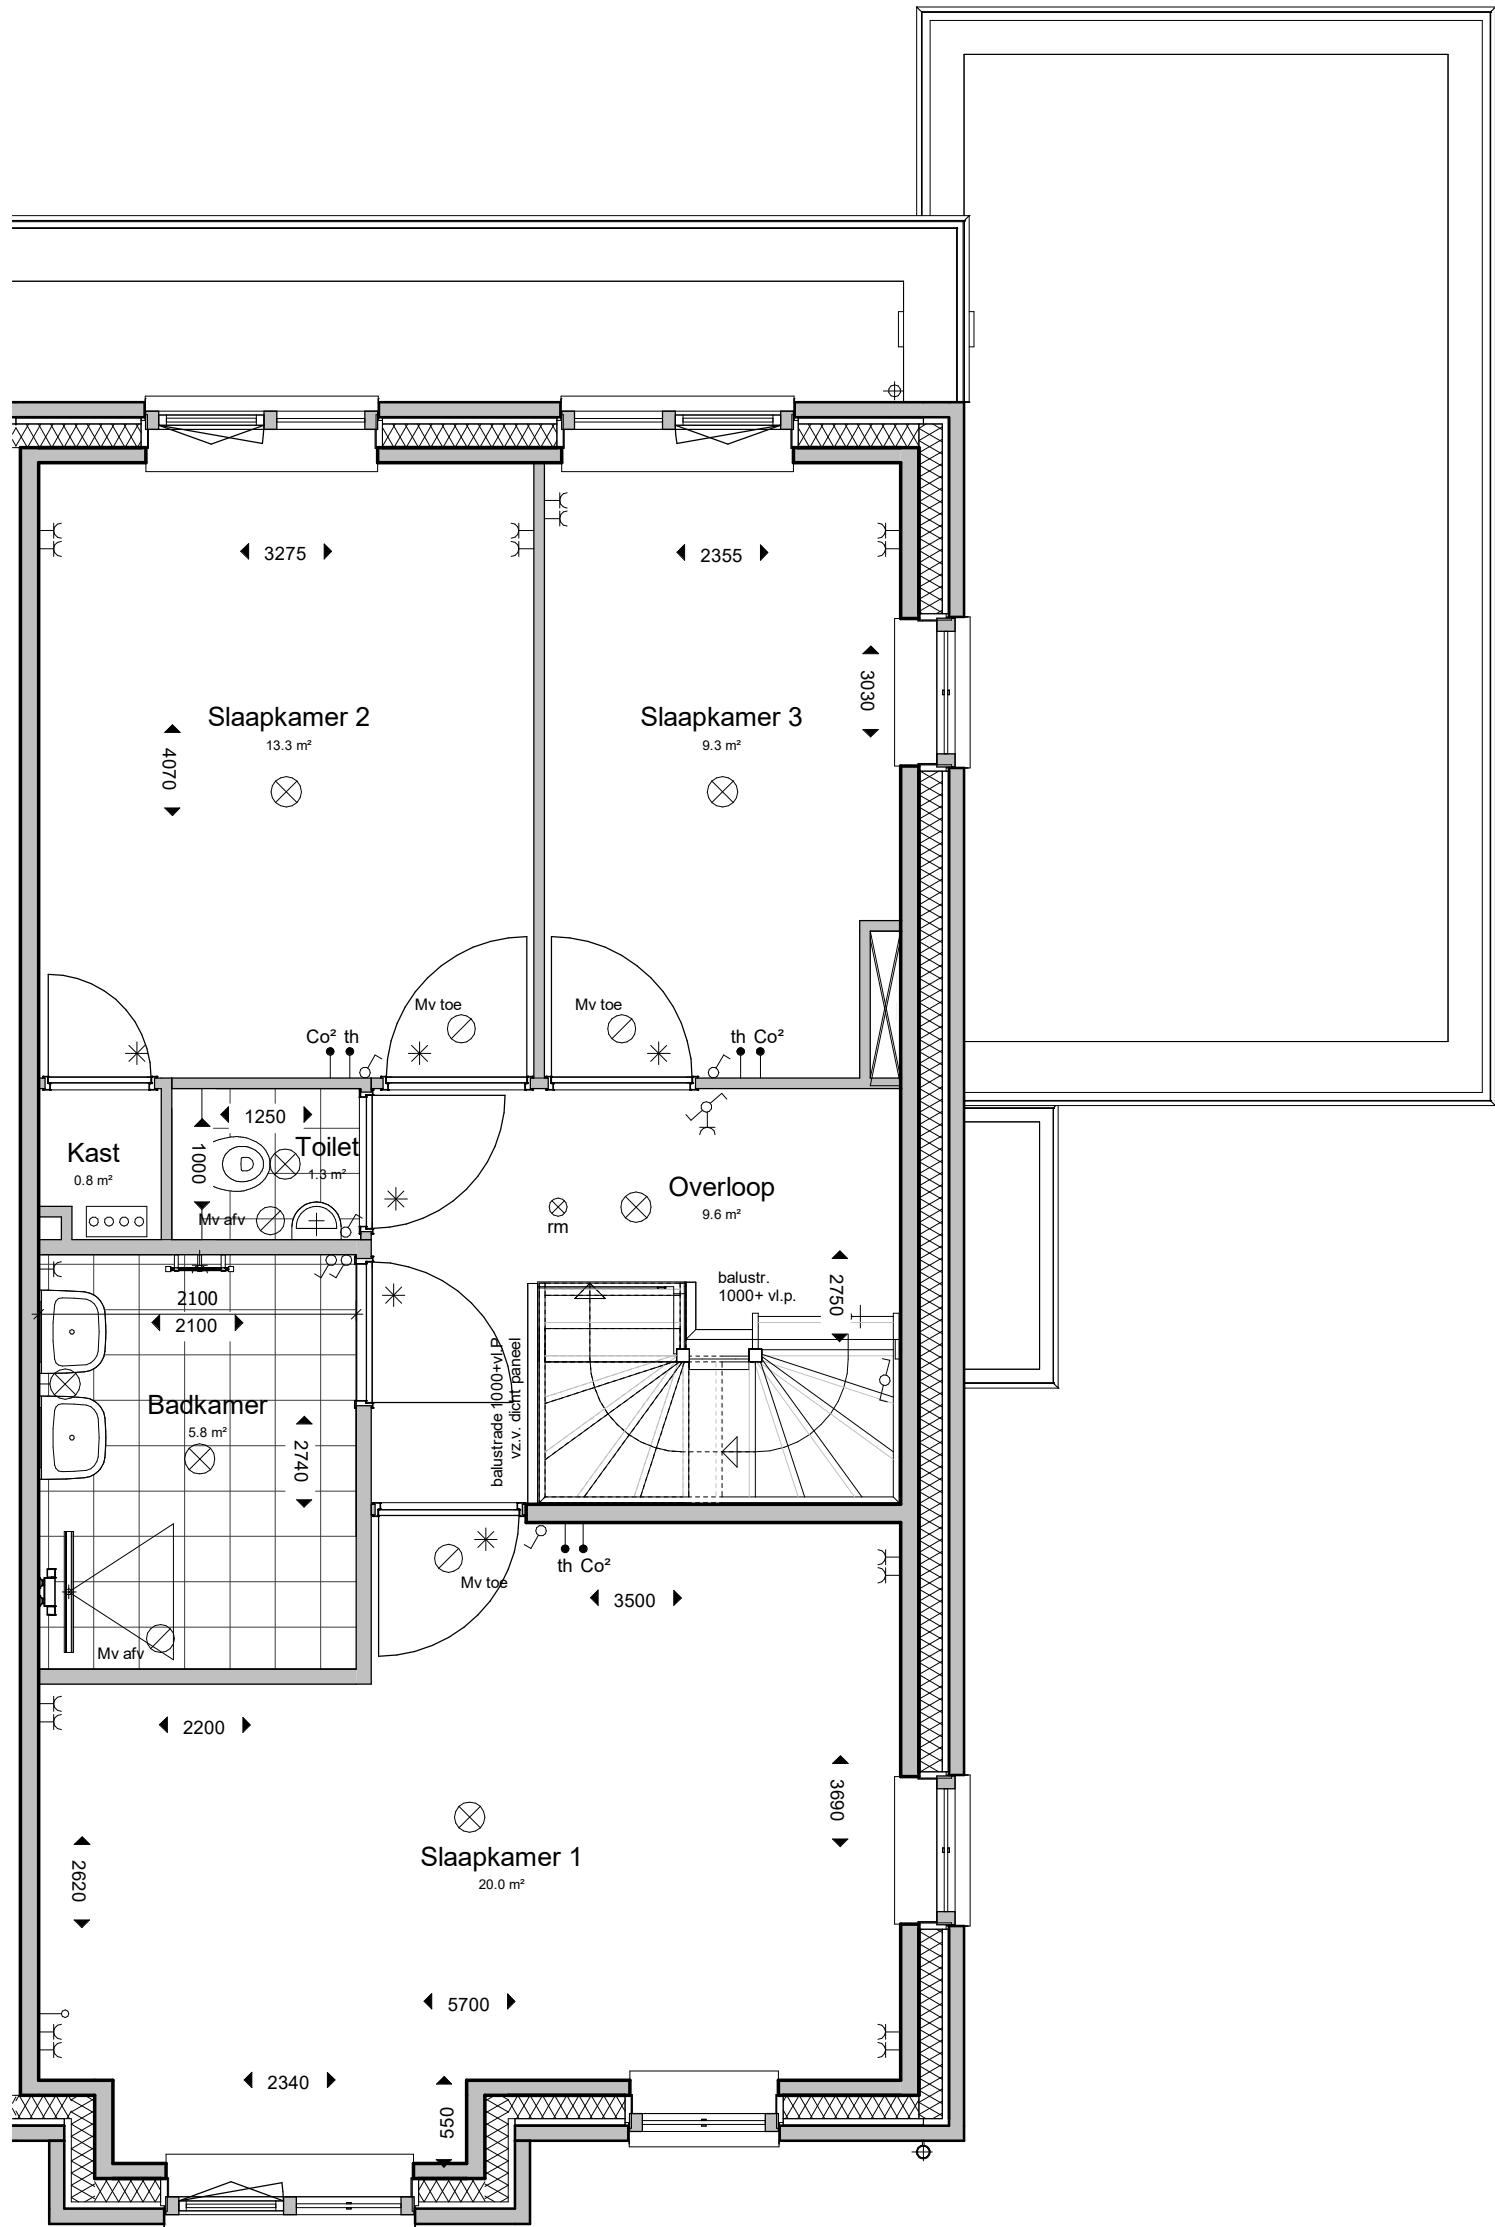 3275
2355
3030
Slaapkamer 2
13.3 m²
Slaapkamer 3
9.3 m²
4070
Mv toe
Mv toe
Co² th
th Co²
1250
Toilet
1.3 m²
1000
Kast
0.8 m²
Mv afv
Overloop
9.6 m²
rm
balustr.
1000+ vl.p.
2750
2100
2100
balustrade 1000+vl.P
vz.v. dicht paneel
Badkamer
5.8 m²
2740
th Co²
Mv toe
3500
Mv afv
2200
3690
Slaapkamer 1
20.0 m²
2620
5700
2340
550